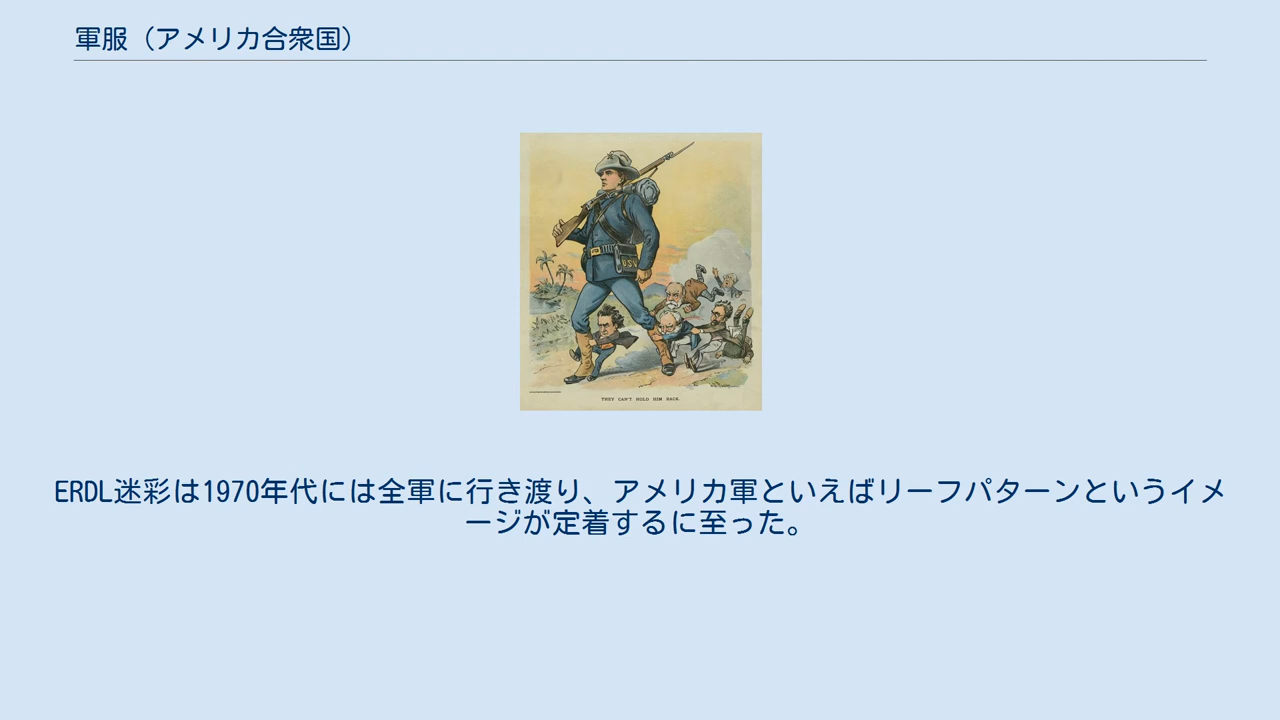 軍服（アメリカ合衆国）
U.S.V.
THEY CAN'T HOLD HIM BACK.
ERDL迷彩は1970年代には全軍に行き渡り、アメリカ軍といえばリーフパターンというイメ
ージが定着するに至った。